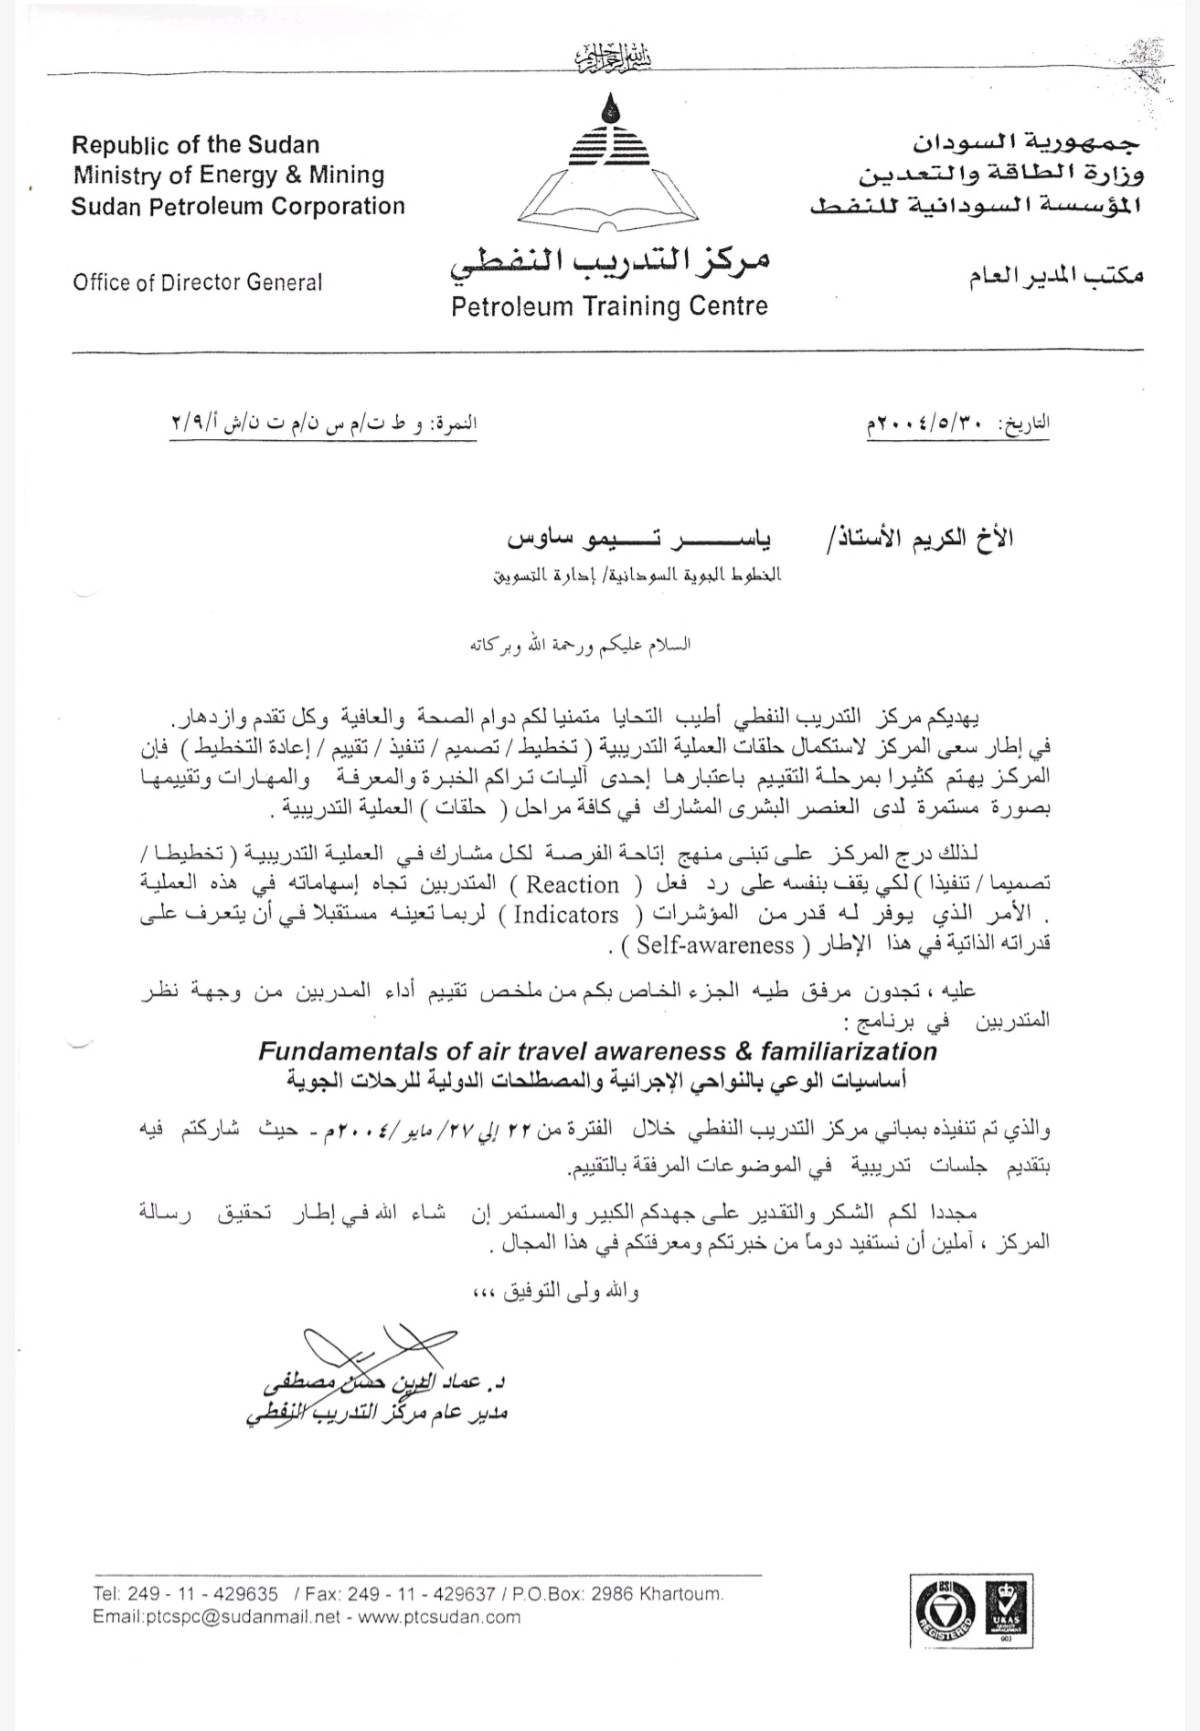 بسم الله الرحمن الرحيم
Republic of the Sudan
Ministry of Energy & Mining
Sudan Petroleum Corporation
Office of Director General
مركز التدريب النفطي
Petroleum Training Centre
جمهورية السودان
وزارة الطاقة والتعدين
المؤسسة السودانية للنفط
مكتب المدير العام
التاريخ: ٢٠٠٤/٥/٣٠م
النمرة: و ط ت/م س ن/م ت ن/ش أ/٢/٩
الأخ الكريم الأستاذ/ ياســـــر تـــيمو ساوس
الخطوط الجوية السودانية/ إدارة التسويق
السلام عليكم ورحمة الله وبركاته
يهديكم مركز التدريب النفطي أطيب التحايا متمنيا لكم دوام الصحة والعافية وكل تقدم وازدهار.
في إطار سعى المركز لاستكمال حلقات العملية التدريبية ( تخطيط / تصميم / تنفيذ / تقييم / إعادة التخطيط ) فإن
المركز يهتم كثيرا بمرحلة التقييم باعتبارها إحدى آليات تراكم الخبرة والمعرفة والمهارات وتقييمها
بصورة مستمرة لدى العنصر البشرى المشارك في كافة مراحل ( حلقات ) العملية التدريبية .
لذلك درج المركز على تبنى منهج إتاحة الفرصة لكل مشارك في العملية التدريبية ( تخطيطا /
تصميما / تنفيذا ) لكي يقف بنفسه على رد فعل ( Reaction ) المتدربين تجاه إسهاماته في هذه العملية
. الأمر الذي يوفر له قدر من المؤشرات ( Indicators ) لربما تعينه مستقبلا في أن يتعرف على
قدراته الذاتية في هذا الإطار ( Self-awareness ) .
عليه ، تجدون مرفق طيه الجزء الخاص بكم من ملخص تقييم أداء المدربين من وجهة نظر
المتدربين في برنامج :
Fundamentals of air travel awareness & familiarization
أساسيات الوعي بالنواحي الإجرائية والمصطلحات الدولية للرحلات الجوية
والذي تم تنفيذه بمباني مركز التدريب النفطي خلال الفترة من ٢٢ إلي ٢٧/ مايو /٢٠٠٤م - حيث شاركتم فيه
بتقديم جلسات تدريبية في الموضوعات المرفقة بالتقييم.
مجددا لكم الشكر والتقدير على جهدكم الكبير والمستمر إن شاء الله في إطار تحقيق رسالة
المركز ، آملين أن نستفيد دوماً من خبرتكم ومعرفتكم في هذا المجال .
والله ولى التوفيق ،،،
د. عماد الدين حسن مصطفى
مدير عام مركز التدريب النفطي
Tel: 249 - 11 - 429635 / Fax: 249 - 11 - 429637 / P.O.Box: 2986 Khartoum.
Email:ptcspc@sudanmail.net - www.ptcsudan.com
BSI
REGISTERED
UKAS
QUALITY
MANAGEMENT
003